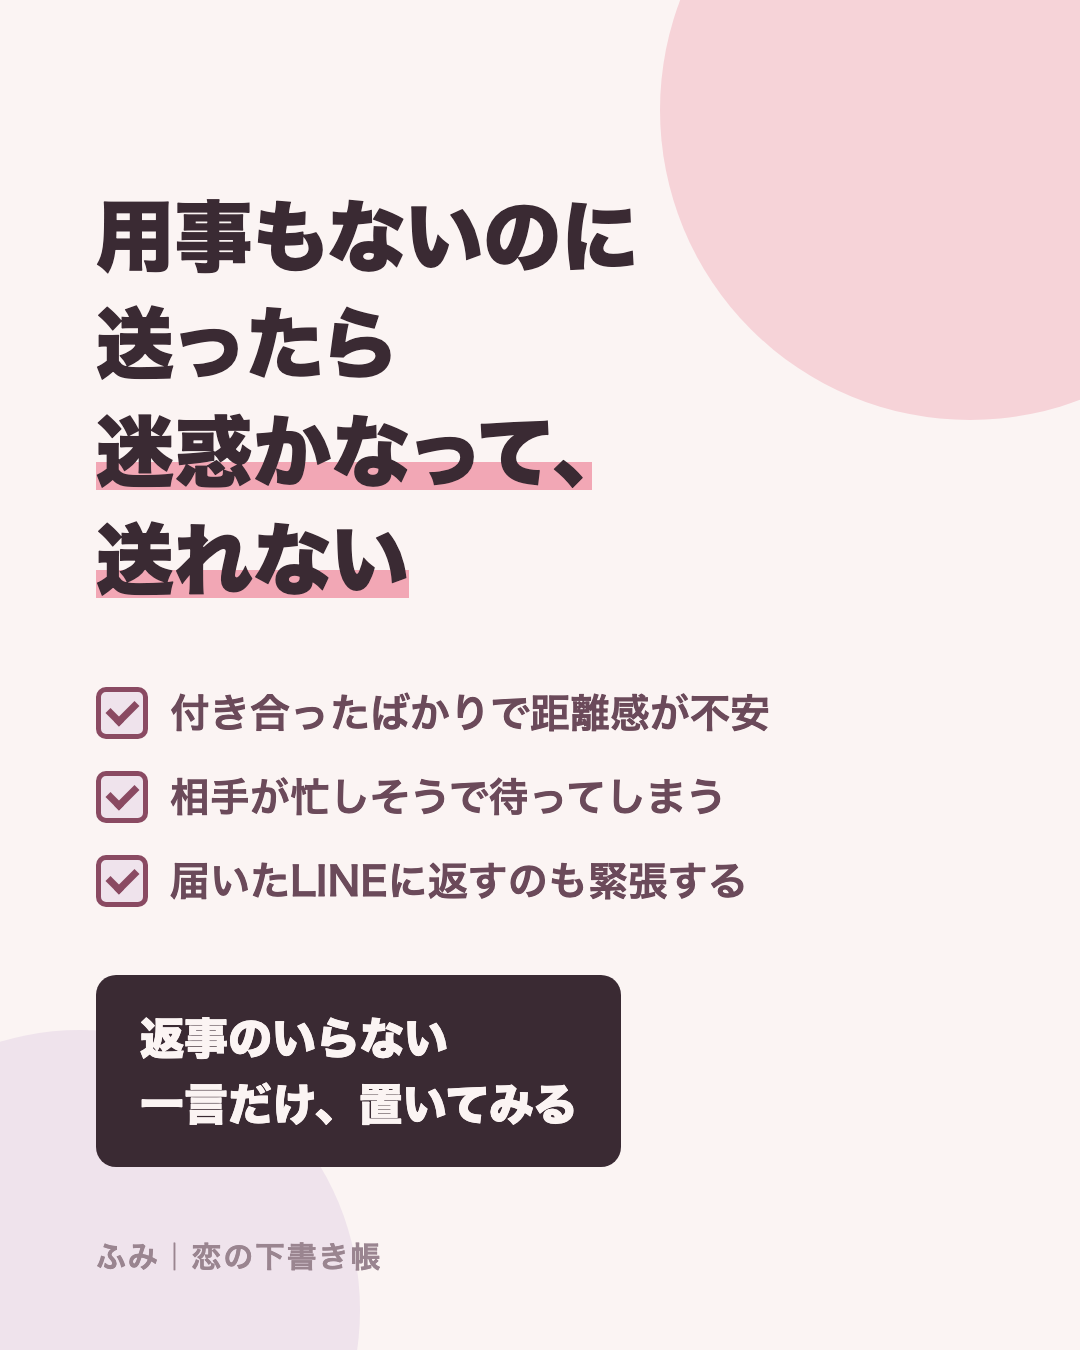 用事もないのに
送ったら
迷惑かなって、
送れない
付き合ったばかりで距離感が不安
相手が忙しそうで待ってしまう
届いたLINEに返すのも緊張する
返事のいらない
一言だけ、置いてみる
ふみ｜恋の下書き帳